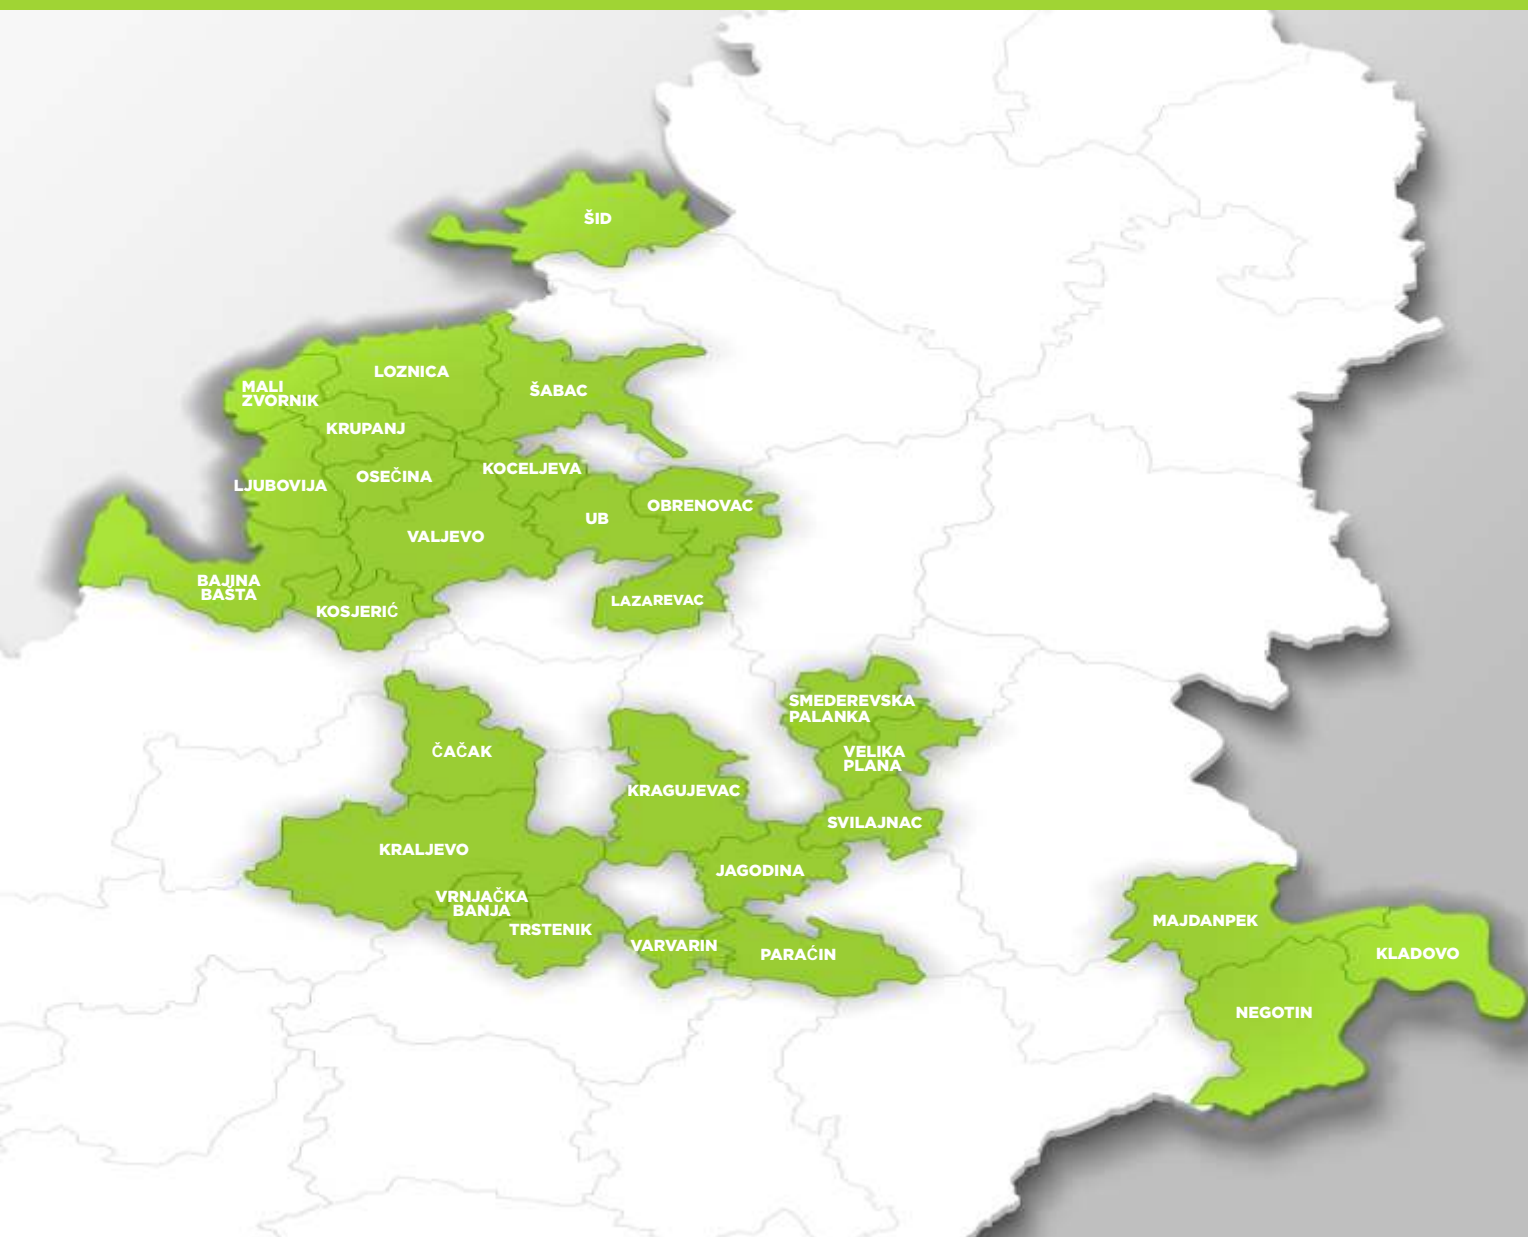 ŠID
LOZNICA
MALI
ZVORNIK
ŠABAC
KRUPANJ
OSEČINA
KOCELJEVA
LJUBOVIJA
OBRENOVAC
UB
VALJEVO
BAJINA
BAŠTA
KOSJERIĆ
LAZAREVAC
SMEDEREVSKA
PALANKA
ČAČAK
VELIKA
PLANA
KRAGUJEVAC
SVILAJNAC
KRALJEVO
JAGODINA
VRNJAČKA
BANJA
TRSTENIK
VARVARIN
PARAĆIN
MAJDANPEK
KLADOVO
NEGOTIN